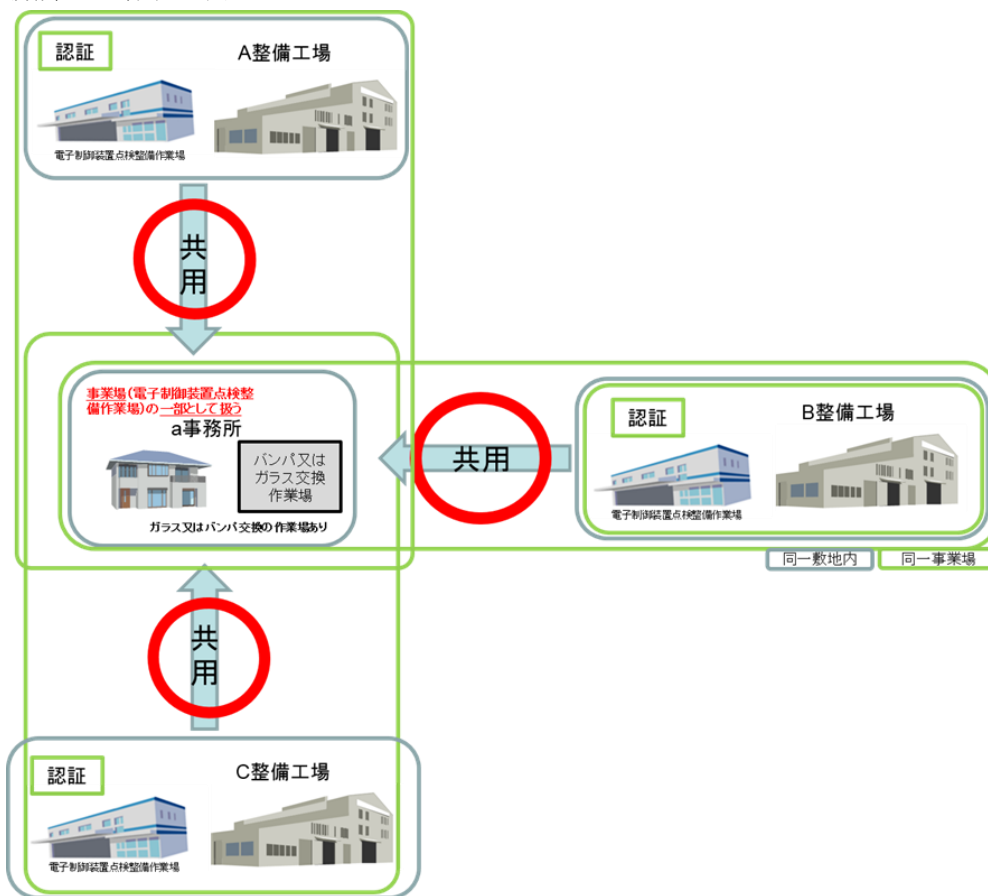 認証
A整備工場
電子制御装置点検整備作業場
共
用
事業場(電子制御装置点検整
備作業場)の一部として扱う
a事務所
バンパ又は
ガラス交換
作業場
ガラス又はバンパ交換の作業場あり
共用
認証
B整備工場
電子制御装置点検整備作業場
同一敷地内
同一事業場
共
用
認証
C整備工場
電子制御装置点検整備作業場